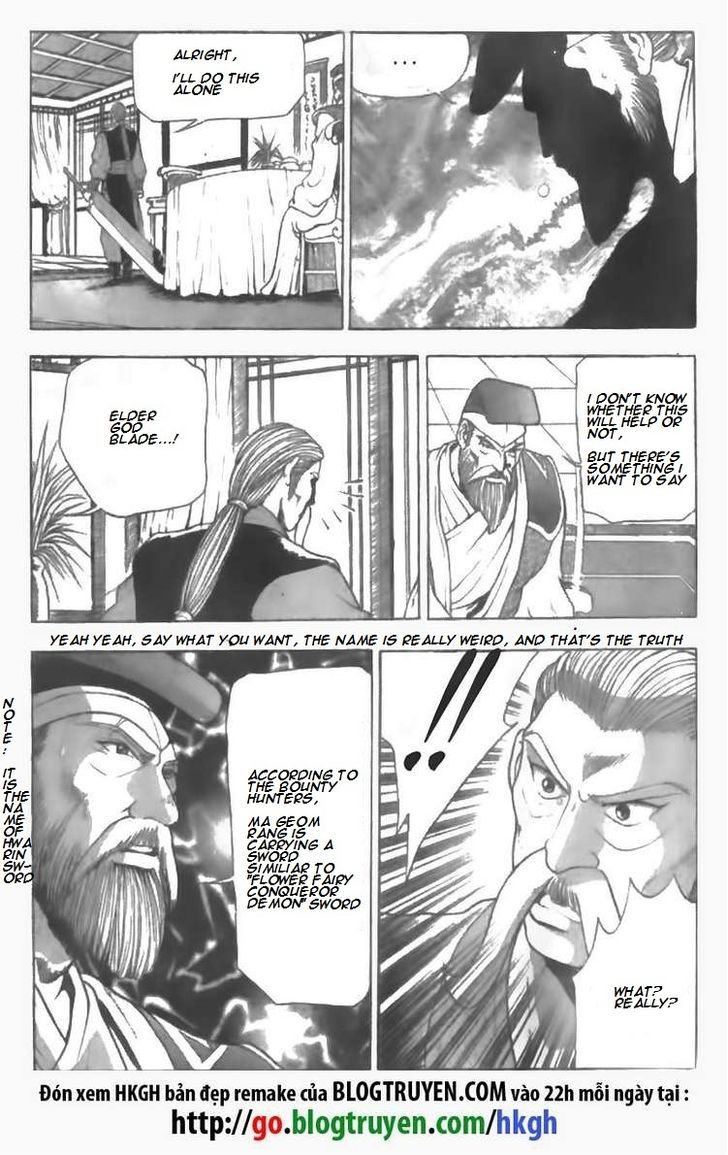 ALRIGHT,
I'LL DO THIS
ALONE
...
ELDER
GOD
BLADE...!
I DON'T KNOW
WHETHER THIS
WILL HELP OR
NOT,
BUT THERE'S
SOMETHING I
WANT TO SAY
YEAH YEAH, SAY WHAT YOU WANT, THE NAME IS REALLY WEIRD, AND THAT'S THE TRUTH
NOTE:
IT
IS
THE
NA
ME
OF HWA
RIN SW-
ORD
ACCORDING TO
THE BOUNTY
HUNTERS,
MA GEOM
RANG IS
CARRYING A
SWORD
SIMILIAR TO
"FLOWER FAIRY
CONQUEROR
DEMON" SWORD
!!
WHAT?
REALLY?
Đón xem HKGH bản đẹp remake của BLOGTRUYEN.COM vào 22h mỗi ngày tại :
http://go.blogtruyen.com/hkgh